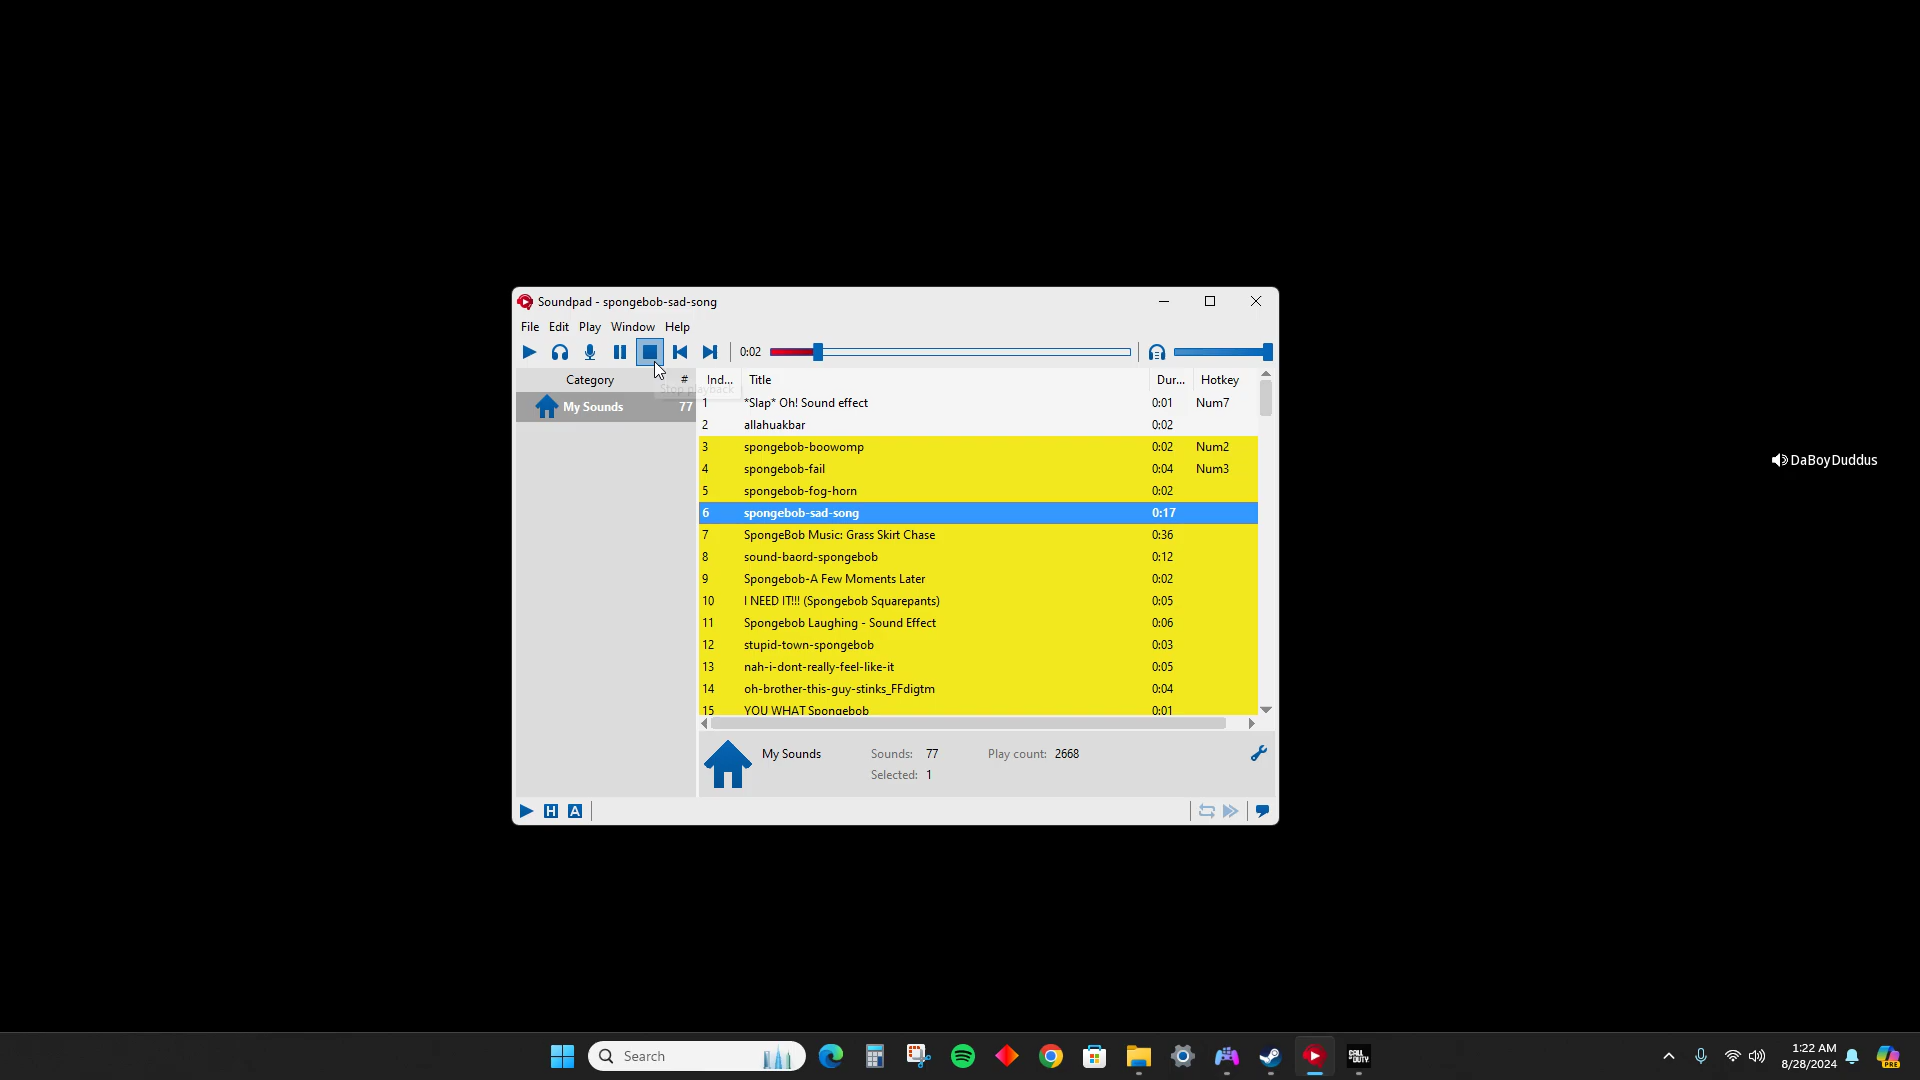 Soundpad - spongebob-sad-song
File Edit Play Window Help
0:02
Category # Ind... Title Dur... Hotkey
Stop playback
My Sounds 77
1 *Slap* Oh! Sound effect 0:01 Num7
2 allahuakbar 0:02
3 spongebob-boowomp 0:02 Num2
4 spongebob-fail 0:04 Num3
5 spongebob-fog-horn 0:02
6 spongebob-sad-song 0:17
7 SpongeBob Music: Grass Skirt Chase 0:36
8 sound-baord-spongebob 0:12
9 Spongebob-A Few Moments Later 0:02
10 I NEED IT!!! (Spongebob Squarepants) 0:05
11 Spongebob Laughing - Sound Effect 0:06
12 stupid-town-spongebob 0:03
13 nah-i-dont-really-feel-like-it 0:05
14 oh-brother-this-guy-stinks_FFdigtm 0:04
15 YOU WHAT Spongebob 0:01
My Sounds Sounds: 77 Play count: 2668
Selected: 1
H A
DaBoyDuddus
Search
CALL OF DUTY
1:22 AM
8/28/2024
PRE